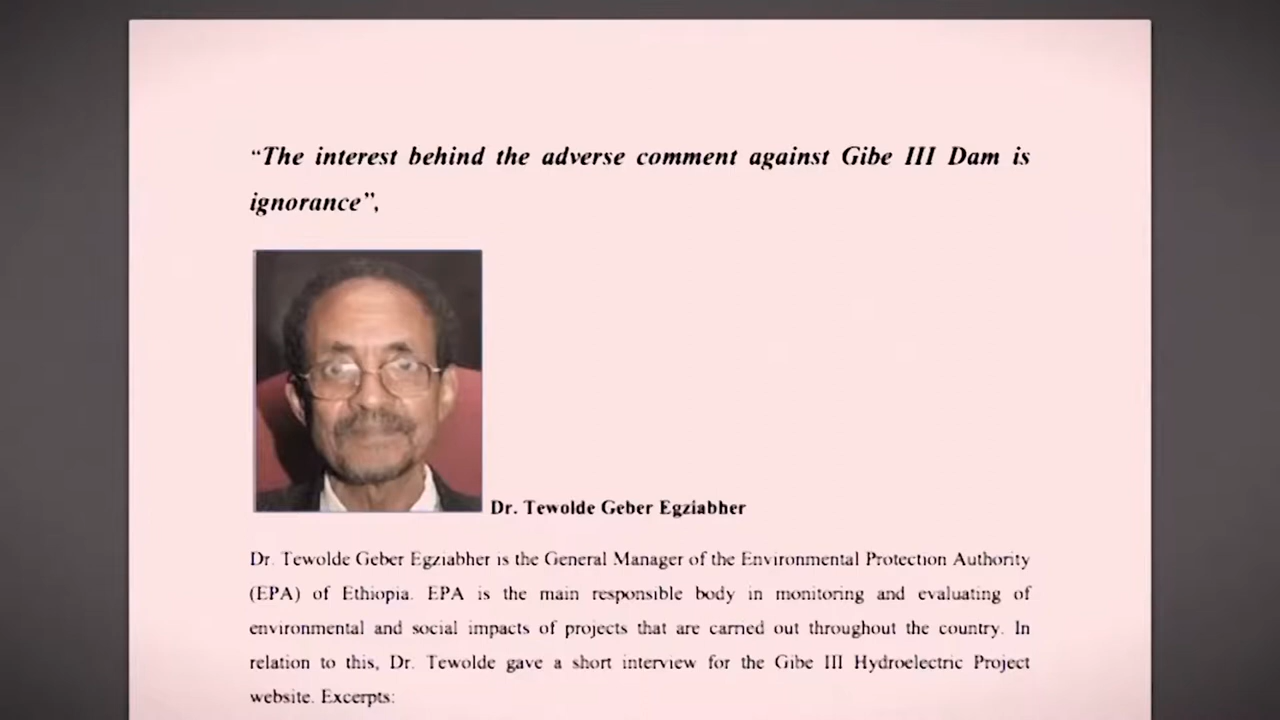 “The interest behind the adverse comment against Gibe III Dam is
ignorance”,
Dr. Tewolde Geber Egziabher
Dr. Tewolde Geber Egziabher is the General Manager of the Environmental Protection Authority
(EPA) of Ethiopia. EPA is the main responsible body in monitoring and evaluating of
environmental and social impacts of projects that are carried out throughout the country. In
relation to this, Dr. Tewolde gave a short interview for the Gibe III Hydroelectric Project
website. Excerpts: